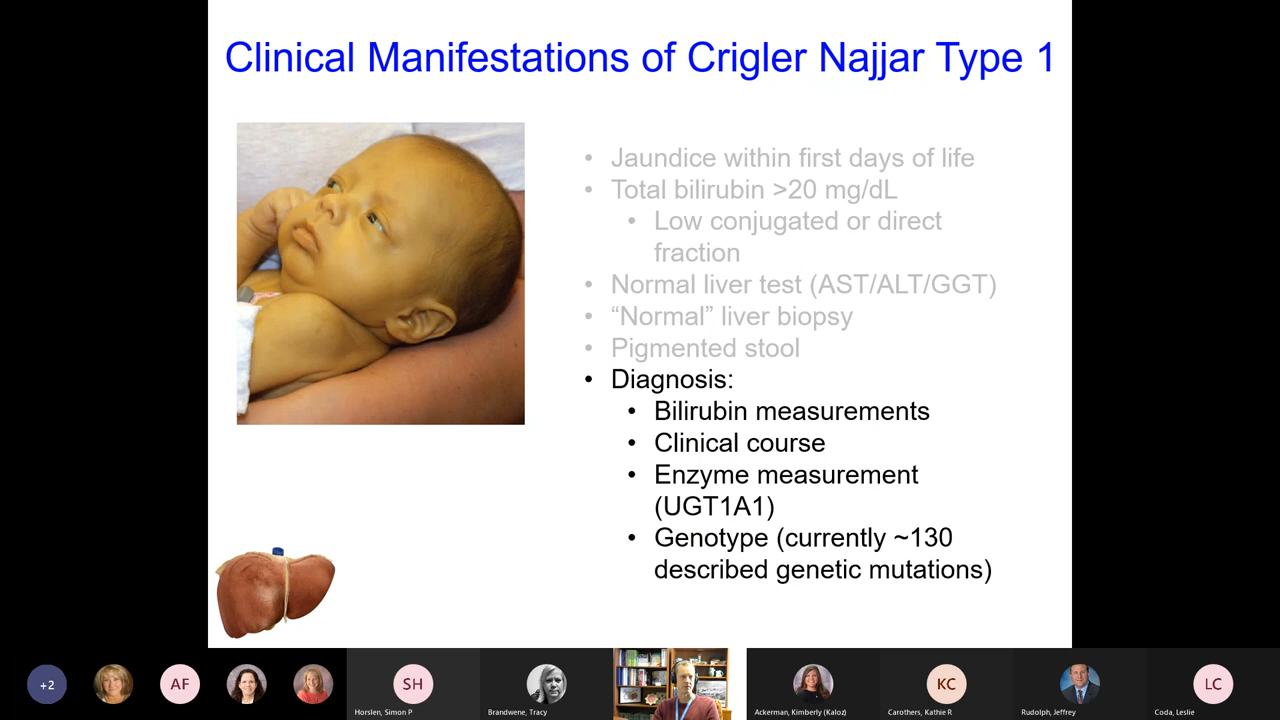 Clinical Manifestations of Crigler Najjar Type 1
• Jaundice within first days of life
• Total bilirubin >20 mg/dL
• Low conjugated or direct
fraction
• Normal liver test (AST/ALT/GGT)
• “Normal” liver biopsy
• Pigmented stool
• Diagnosis:
• Bilirubin measurements
• Clinical course
• Enzyme measurement
(UGT1A1)
• Genotype (currently ~130
described genetic mutations)
+2
AF
SH
KC
LC
Horslen, Simon P
Brandwene, Tracy
Ackerman, Kimberly (Kaloz)
Carothers, Kathie R
Rudolph, Jeffrey
Coda, Leslie